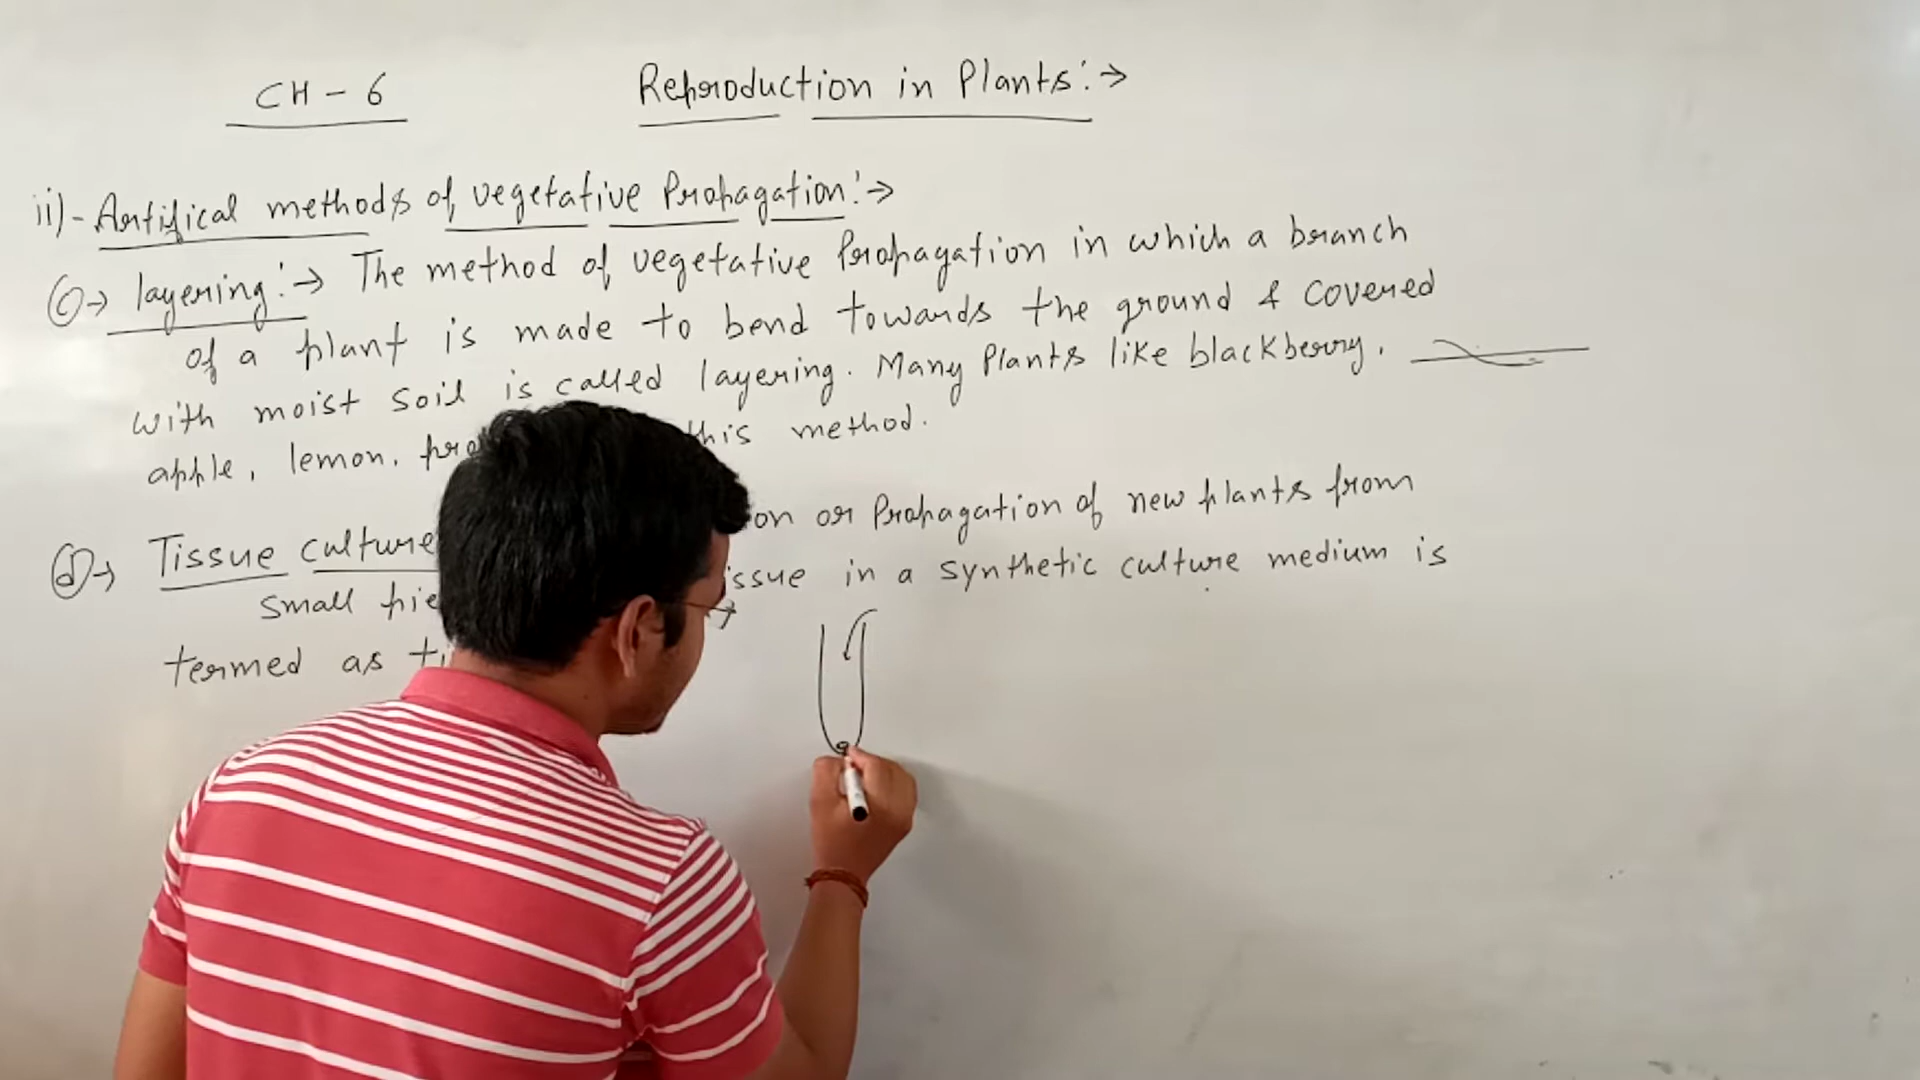 CH - 6
Reproduction in Plants:→
ii)- Artifical methods of vegetative Propagation:→
(c)→ layering:→ The method of vegetative Propagation in which a branch
of a plant is made to bend towards the ground & covered
with moist soil is called layering. Many Plants like blackberry,
apple, lemon, this method.
(d)→ Tissue culture on or Propagation of new plants from
small in a synthetic culture medium is
termed as